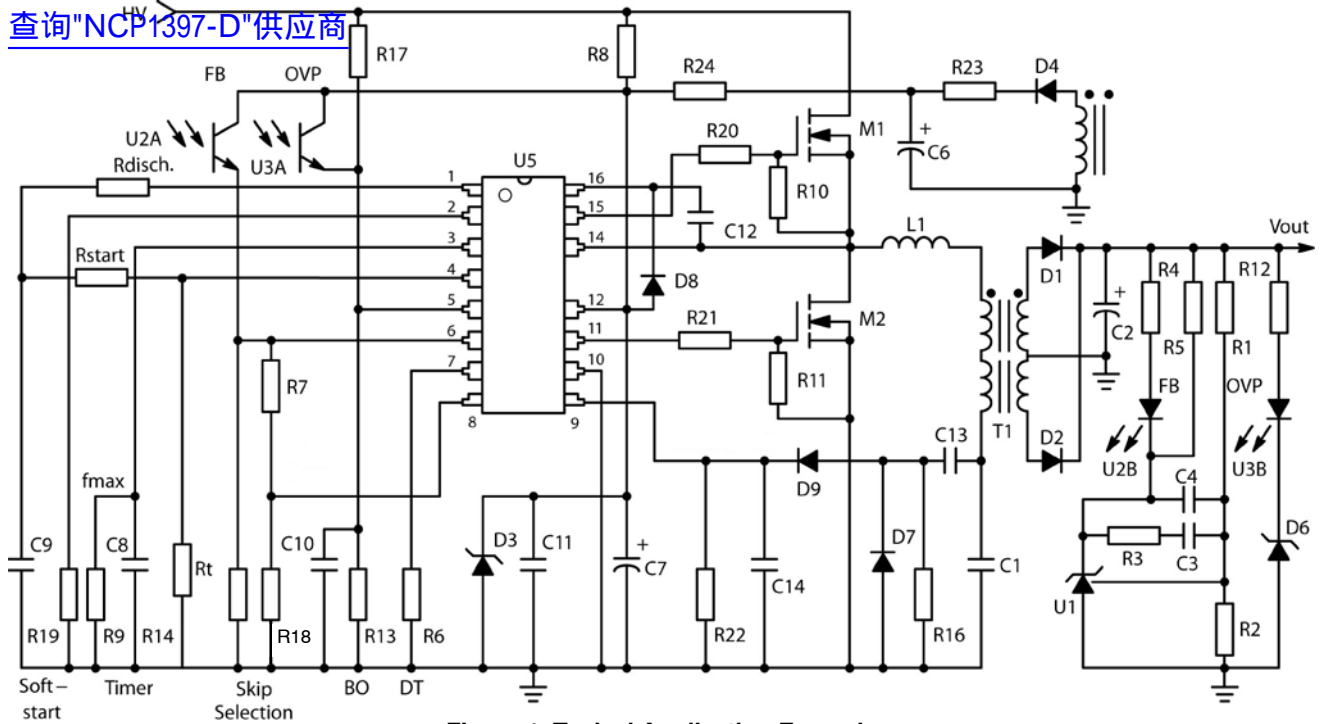 HV
查询"NCP1397-D"供应商
R17
R8
FB
OVP
R24
R23
D4
U2A
U3A
Rdisch.
U5
R20
M1
C6
R10
1
2
3
4
5
6
7
8
16
15
14
12
11
10
9
C12
L1
Vout
Rstart
D8
D1
R4
R12
C2
R5
R1
R21
M2
R7
R11
FB
OVP
T1
C13
D2
U2B
U3B
fmax
D9
C4
C9
C8
Rt
C10
D3
C11
C7
D7
C14
C1
R3
C3
D6
U1
R19
R9
R14
R18
R13
R6
R22
R16
R2
Soft–
start
Timer
Skip
Selection
BO
DT
+
+
+